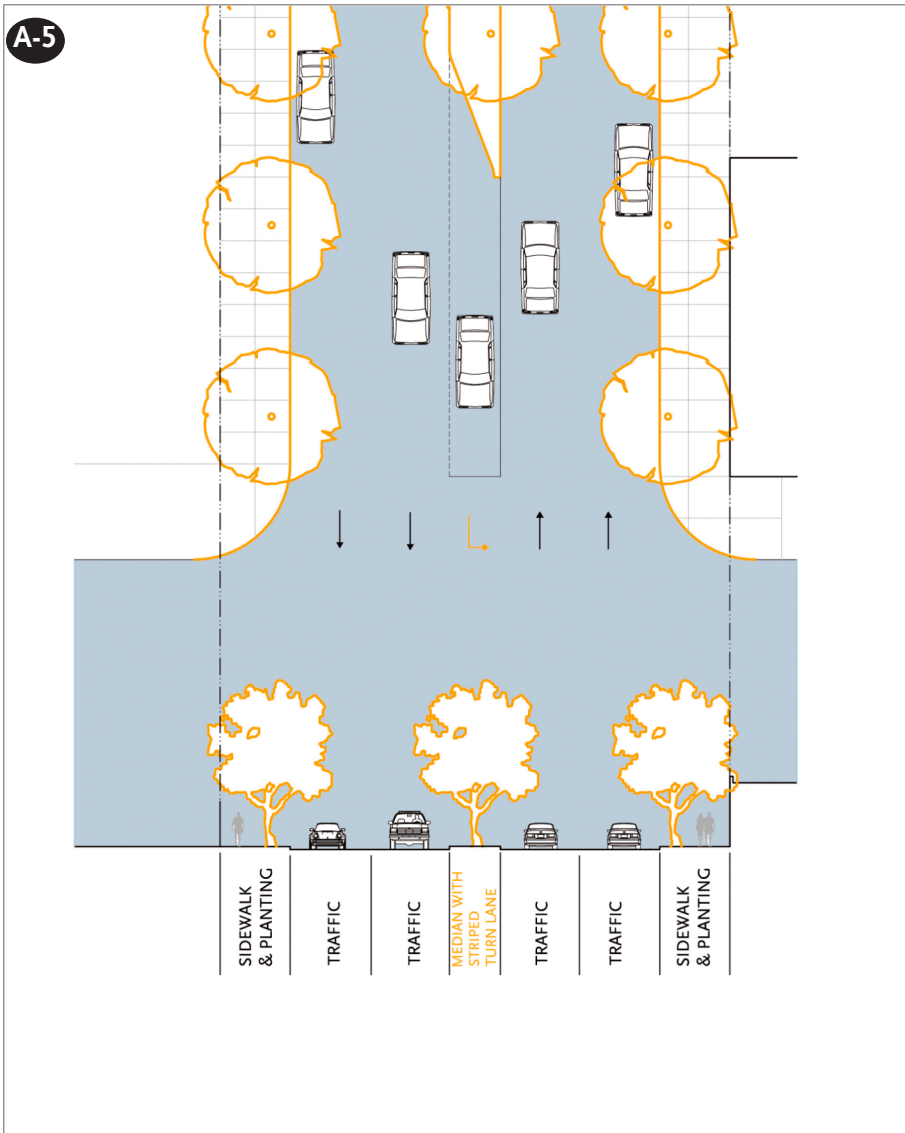 A-5
SIDEWALK
& PLANTING
TRAFFIC
TRAFFIC
MEDIAN WITH
STRIPED
TURN LANE
TRAFFIC
TRAFFIC
SIDEWALK
& PLANTING